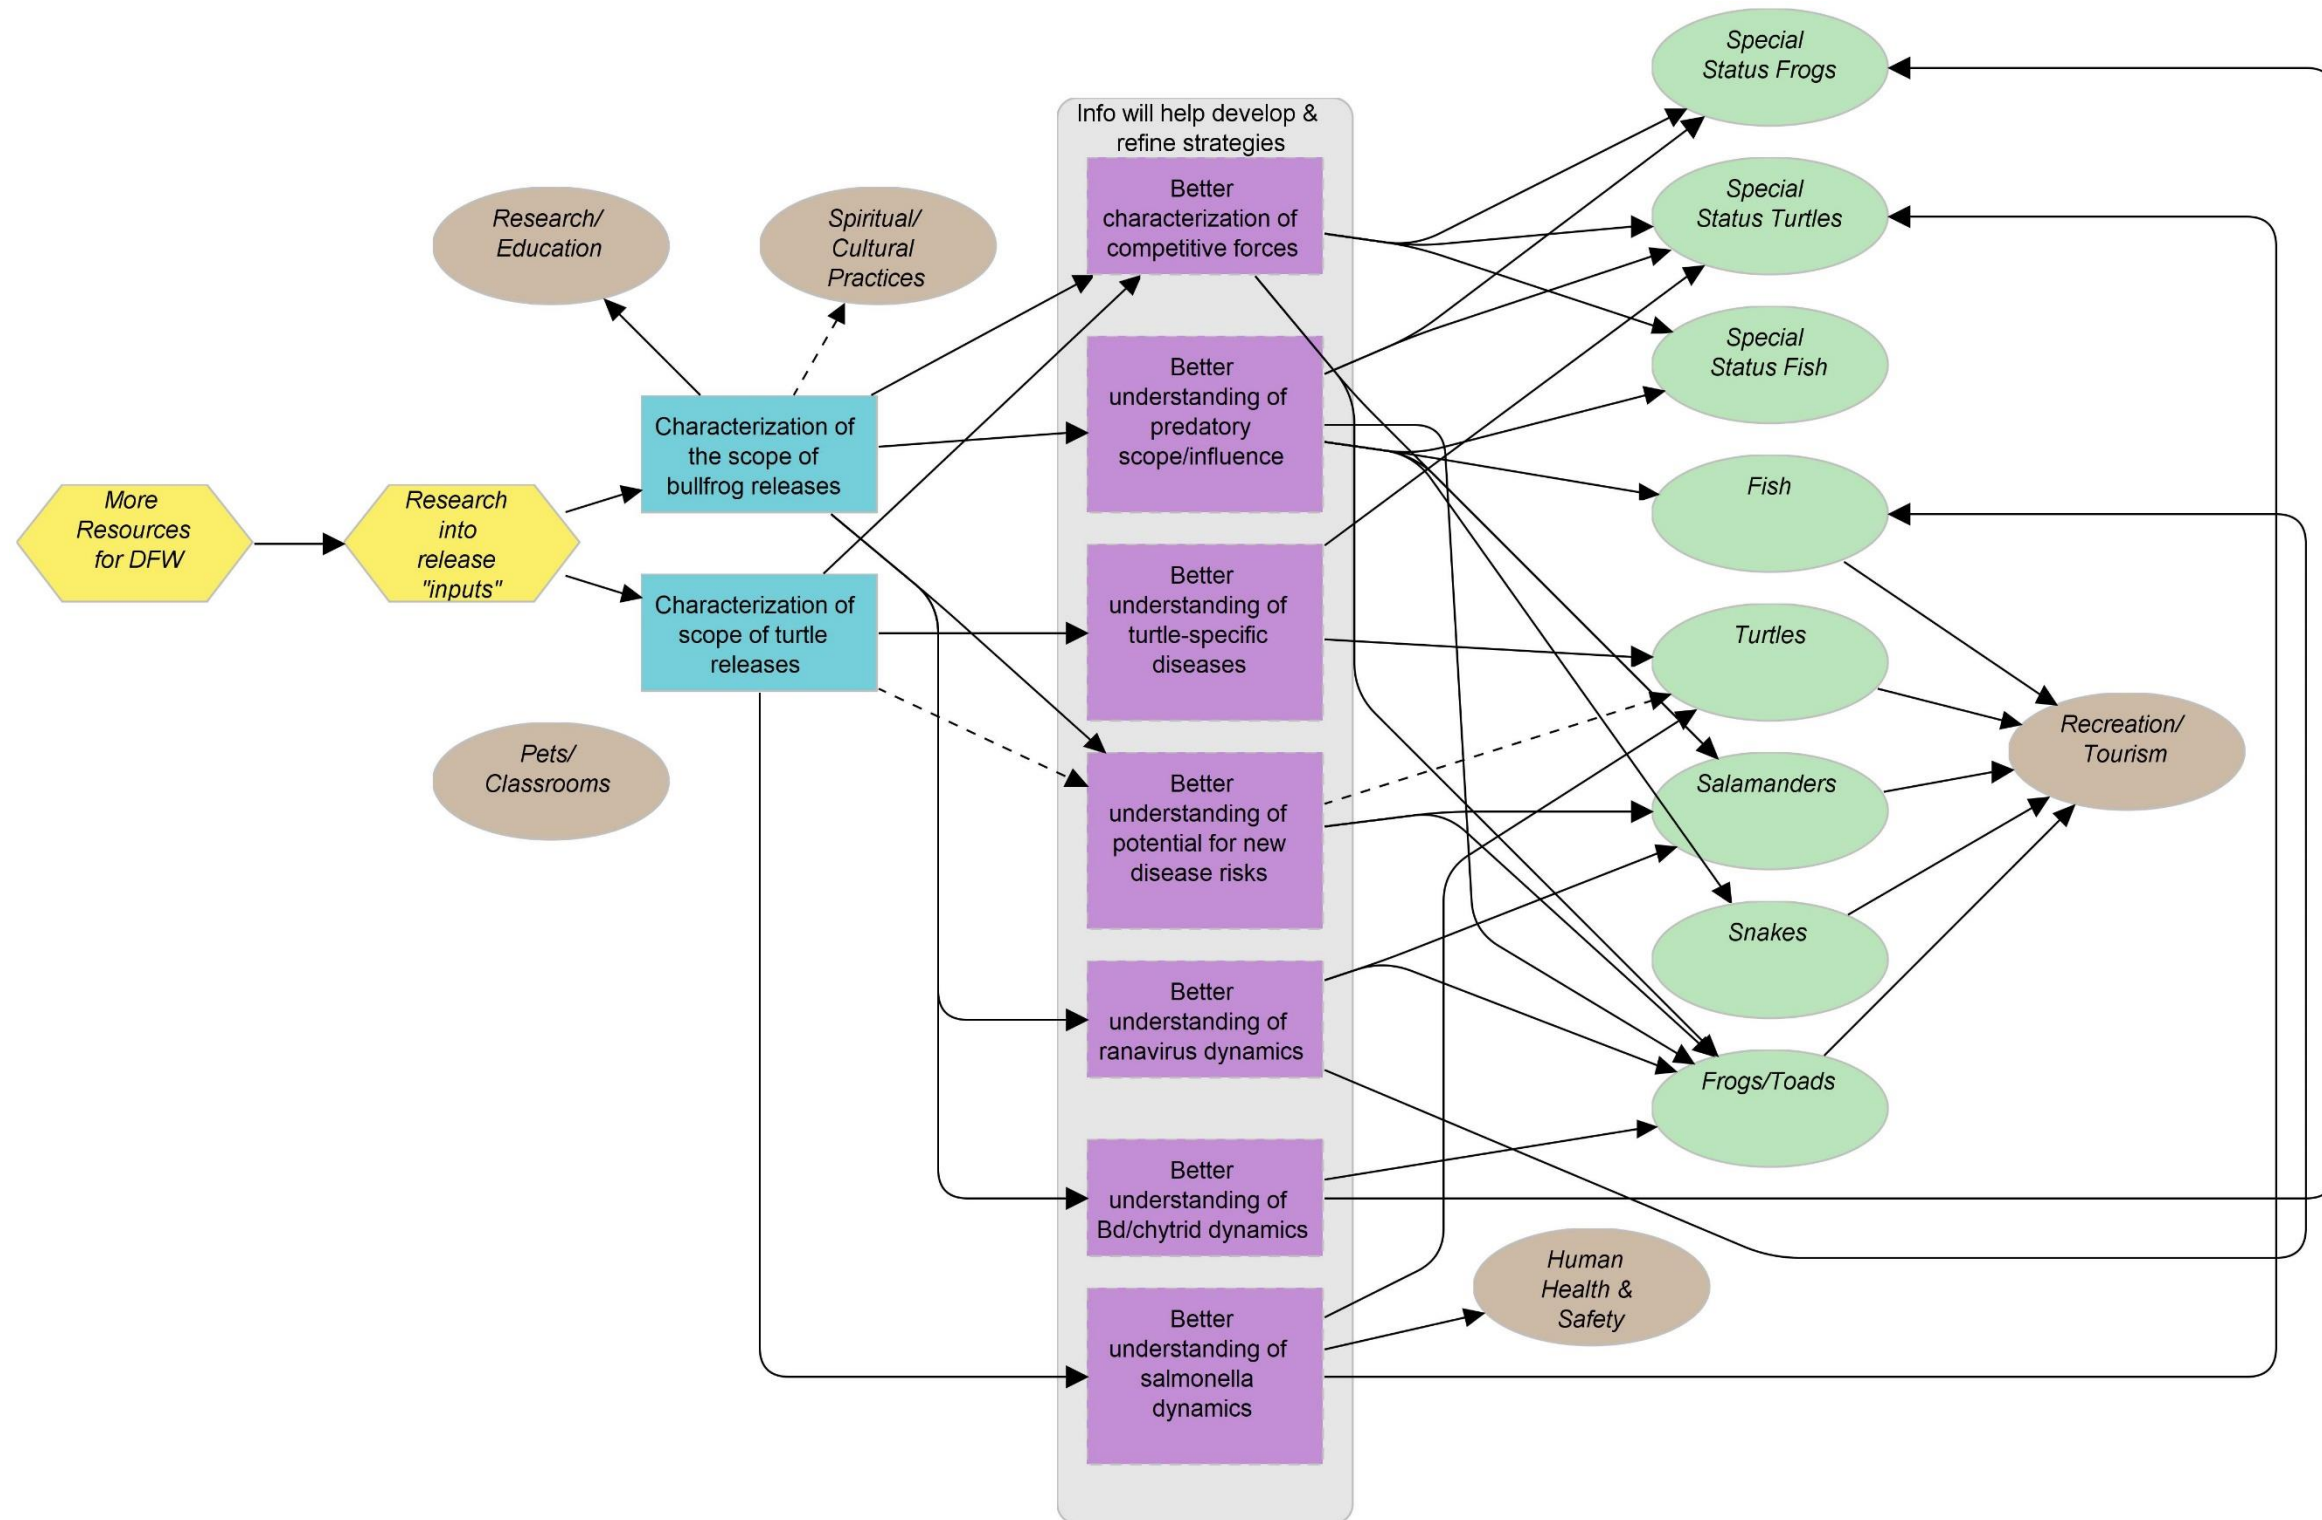 More
Resources
for DFW
Research
into
release
"inputs"
Research/
Education
Spiritual/
Cultural
Practices
Characterization of
the scope of
bullfrog releases
Characterization of
scope of turtle
releases
Pets/
Classrooms
Info will help develop &
refine strategies
Better
characterization of
competitive forces
Better
understanding of
predatory
scope/influence
Better
understanding of
turtle-specific
diseases
Better
understanding of
potential for new
disease risks
Better
understanding of
ranavirus dynamics
Better
understanding of
Bd/chytrid dynamics
Better
understanding of
salmonella
dynamics
Special
Status Frogs
Special
Status Turtles
Special
Status Fish
Fish
Turtles
Salamanders
Snakes
Frogs/Toads
Human
Health &
Safety
Recreation/
Tourism